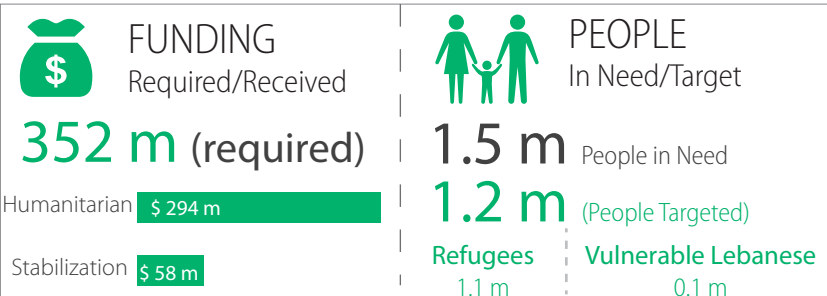 $
FUNDING
Required/Received
352 m (required)
Humanitarian $ 294 m
Stabilization $ 58 m
PEOPLE
In Need/Target
1.5 m People in Need
1.2 m (People Targeted)
Refugees
1.1 m
Vulnerable Lebanese
0.1 m